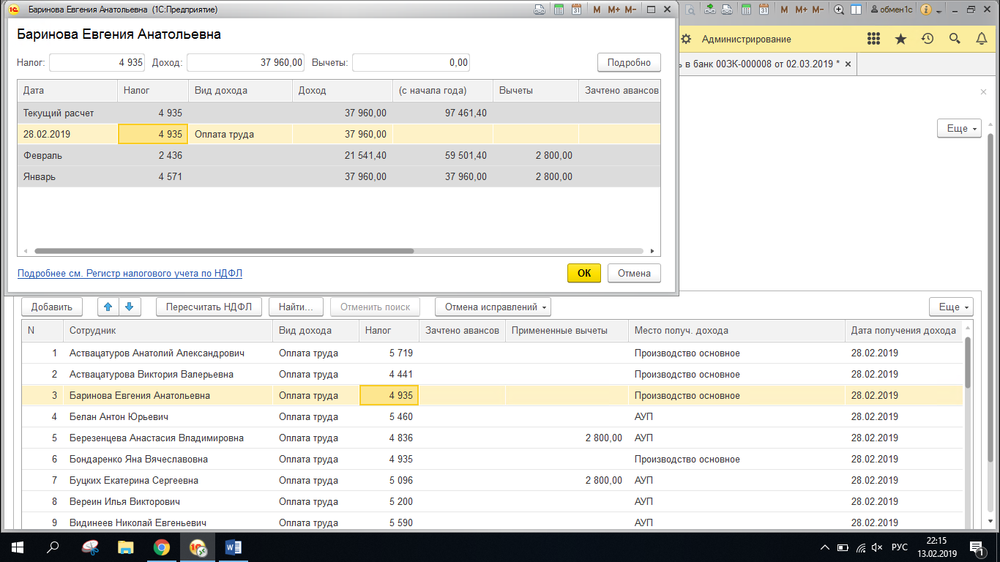 Баринова Евгения Анатольевна (1С:Предприятие) M M+ M-
M M+ M- обмен1с
Баринова Евгения Анатольевна
Администрирование
Налог: 4 935 Доход: 37 960,00 Вычеты: 0,00 Подробно
ь в банк 00ЗК-000008 от 02.03.2019 *
Дата Налог Вид дохода Доход (с начала года) Вычеты Зачтено авансов
Текущий расчет 4 935 37 960,00 97 461,40
28.02.2019 4 935 Оплата труда 37 960,00
Еще
Февраль 2 436 21 541,40 59 501,40 2 800,00
Январь 4 571 37 960,00 37 960,00 2 800,00
Подробнее см. Регистр налогового учета по НДФЛ ОК Отмена
Добавить Пересчитать НДФЛ Найти... Отменить поиск Отмена исправлений Еще
N Сотрудник Вид дохода Налог Зачтено авансов Примененные вычеты Место получ. дохода Дата получения дохода
1 Аствацатуров Анатолий Александрович Оплата труда 5 719 Производство основное 28.02.2019
2 Аствацатурова Виктория Валерьевна Оплата труда 4 441 Производство основное 28.02.2019
3 Баринова Евгения Анатольевна Оплата труда 4 935 Производство основное 28.02.2019
4 Белан Антон Юрьевич Оплата труда 5 460 АУП 28.02.2019
5 Березенцева Анастасия Владимировна Оплата труда 4 836 2 800,00 АУП 28.02.2019
6 Бондаренко Яна Вячеславовна Оплата труда 4 935 Производство основное 28.02.2019
7 Буцких Екатерина Сергеевна Оплата труда 5 096 2 800,00 АУП 28.02.2019
8 Вереин Илья Викторович Оплата труда 5 200 АУП 28.02.2019
9 Видинеев Николай Евгеньевич Оплата труда 5 590 АУП 28.02.2019
РУС 22:15
13.02.2019 1